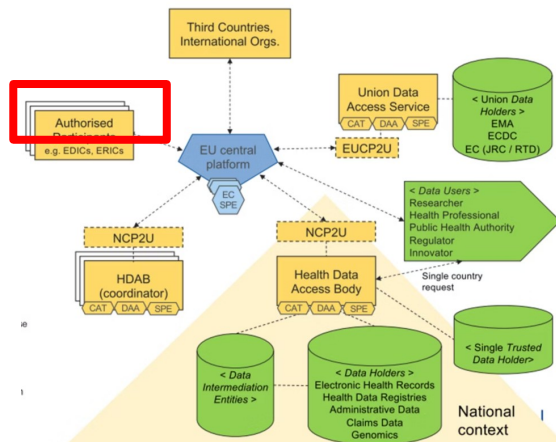 Third Countries,
International Orgs.
Authorised
Participants
e.g. EDICs, ERICs
EU central
platform
EC
SPE
Union Data
Access Service
CAT DAA SPE
EUCP2U
< Union Data
Holders >
EMA
ECDC
EC (JRC / RTD)
< Data Users >
Researcher
Health Professional
Public Health Authority
Regulator
Innovator
NCP2U
HDAB
(coordinator)
CAT DAA SPE
NCP2U
Health Data
Access Body
CAT DAA SPE
Single country
request
< Data
Intermediation
Entities >
< Data Holders >
Electronic Health Records
Health Data Registries
Administrative Data
Claims Data
Genomics
< Single Trusted
Data Holder>
National
context